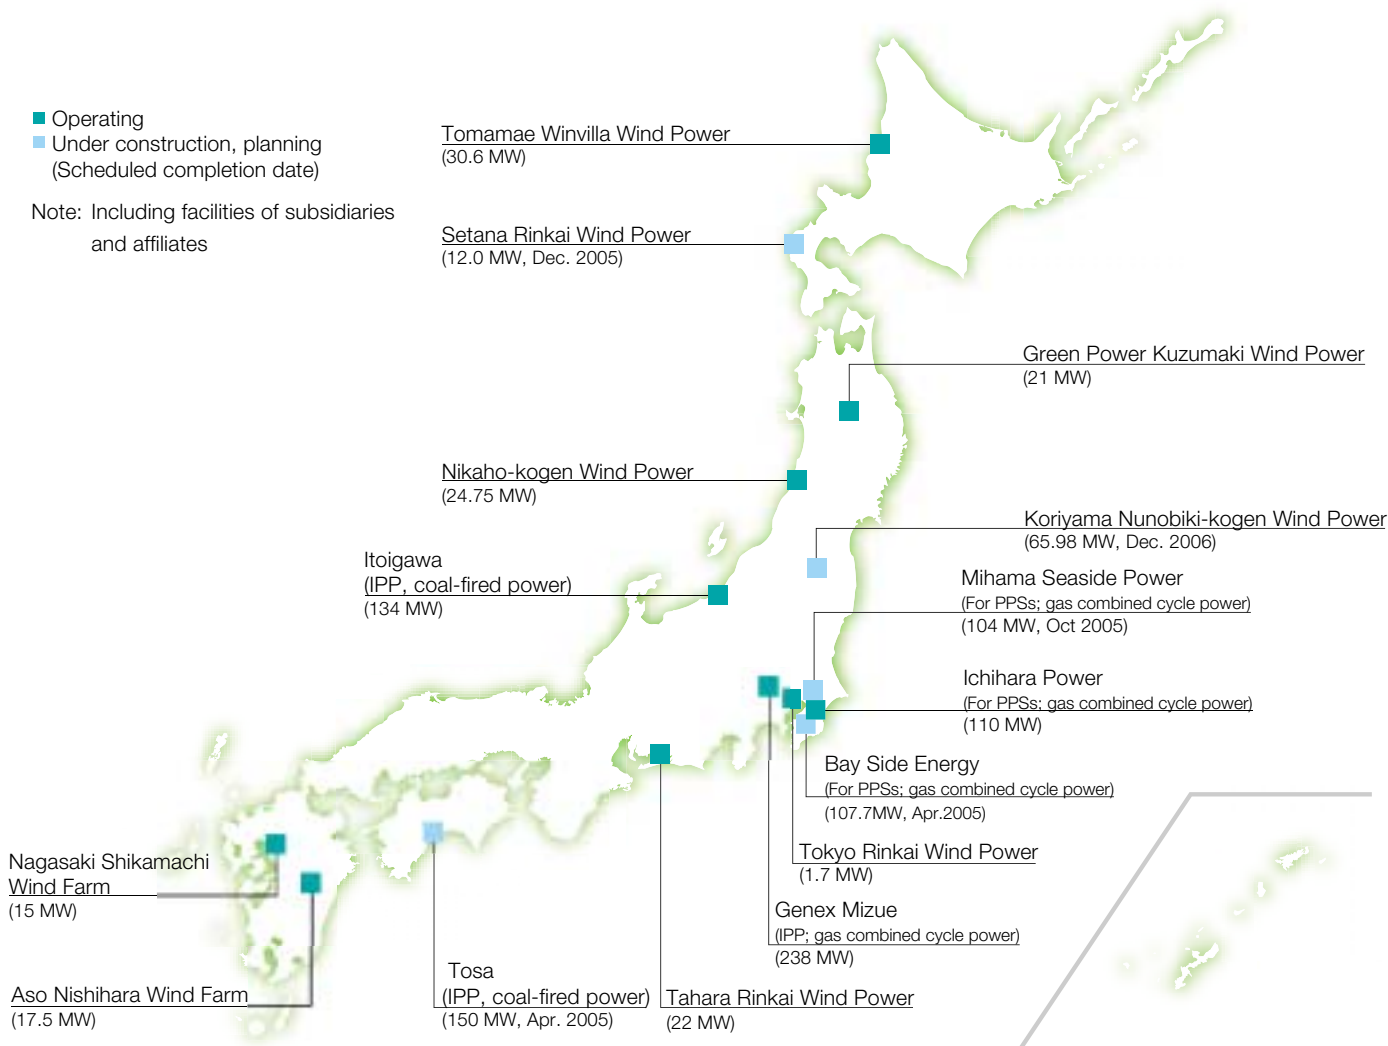 Operating
Under construction, planning
(Scheduled completion date)
Note: Including facilities of subsidiaries
and affiliates
Tomamae Winvilla Wind Power
(30.6 MW)
Setana Rinkai Wind Power
(12.0 MW, Dec. 2005)
Green Power Kuzumaki Wind Power
(21 MW)
Nikaho-kogen Wind Power
(24.75 MW)
Koriyama Nunobiki-kogen Wind Power
(65.98 MW, Dec. 2006)
Itoigawa
(IPP, coal-fired power)
(134 MW)
Mihama Seaside Power
(For PPSs; gas combined cycle power)
(104 MW, Oct 2005)
Ichihara Power
(For PPSs; gas combined cycle power)
(110 MW)
Bay Side Energy
(For PPSs; gas combined cycle power)
(107.7MW, Apr.2005)
Tokyo Rinkai Wind Power
(1.7 MW)
Genex Mizue
(IPP; gas combined cycle power)
(238 MW)
Nagasaki Shikamachi
Wind Farm
(15 MW)
Aso Nishihara Wind Farm
(17.5 MW)
Tosa
(IPP, coal-fired power)
(150 MW, Apr. 2005)
Tahara Rinkai Wind Power
(22 MW)